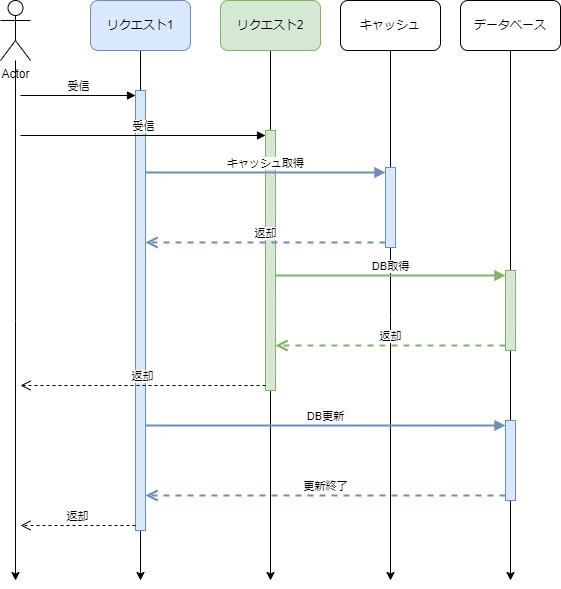 リクエスト1
リクエスト2
キャッシュ
データベース
Actor
受信
受信
キャッシュ取得
返却
DB取得
返却
返却
DB更新
更新終了
返却